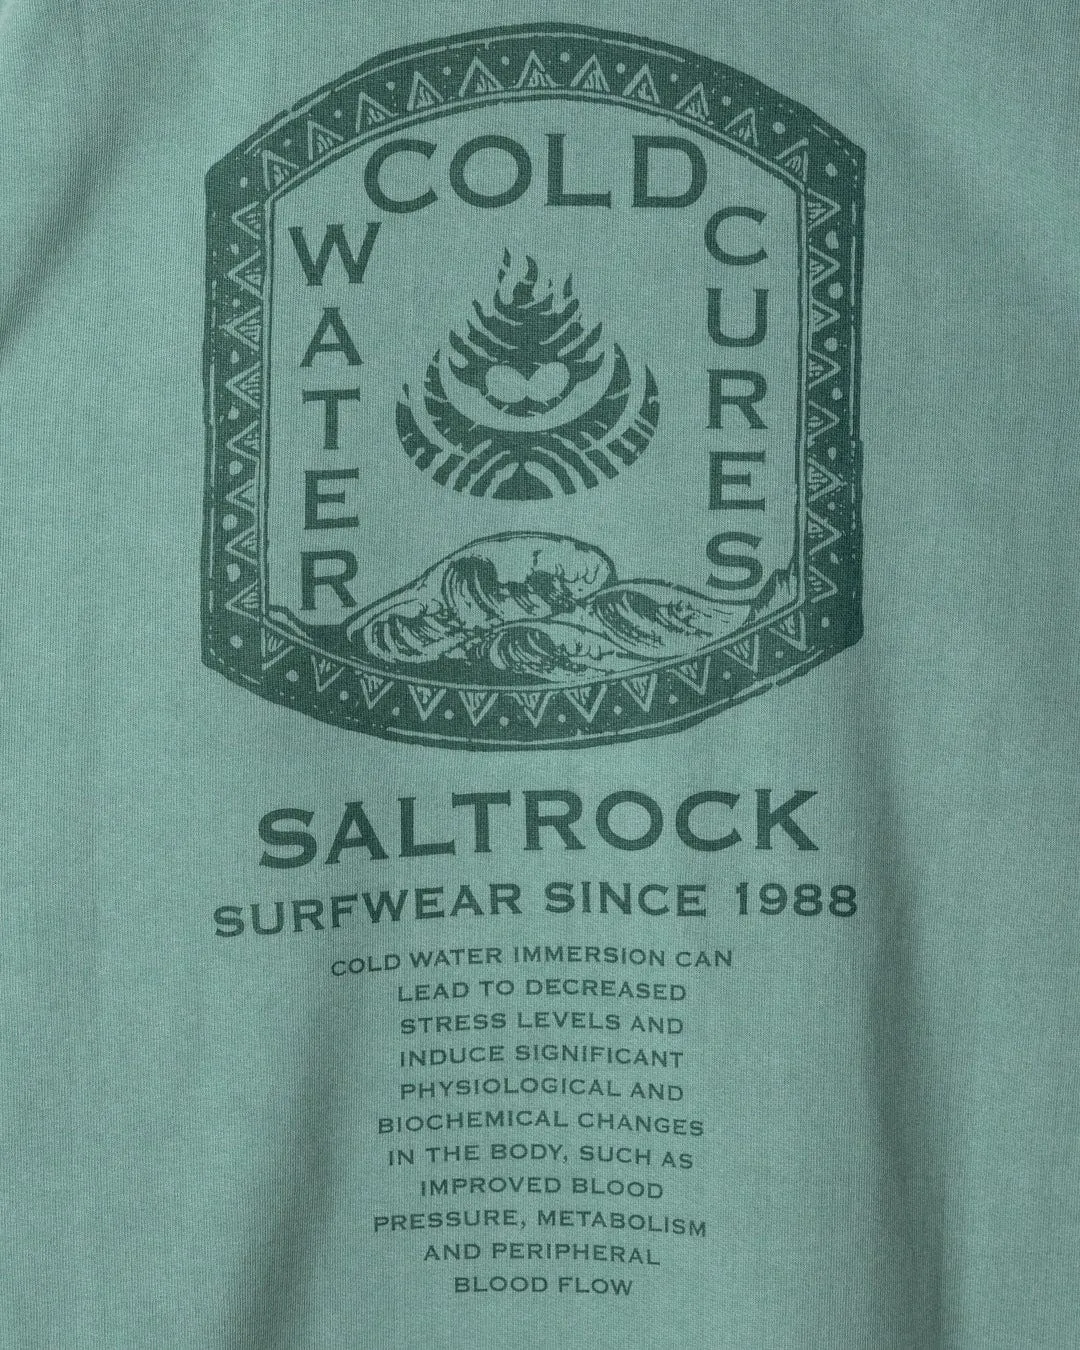 COLD
WATER
CURES
SALTROCK
SURFWEAR SINCE 1988
COLD WATER IMMERSION CAN
LEAD TO DECREASED
STRESS LEVELS AND
INDUCE SIGNIFICANT
PHYSIOLOGICAL AND
BIOCHEMICAL CHANGES
IN THE BODY, SUCH AS
IMPROVED BLOOD
PRESSURE, METABOLISM
AND PERIPHERAL
BLOOD FLOW